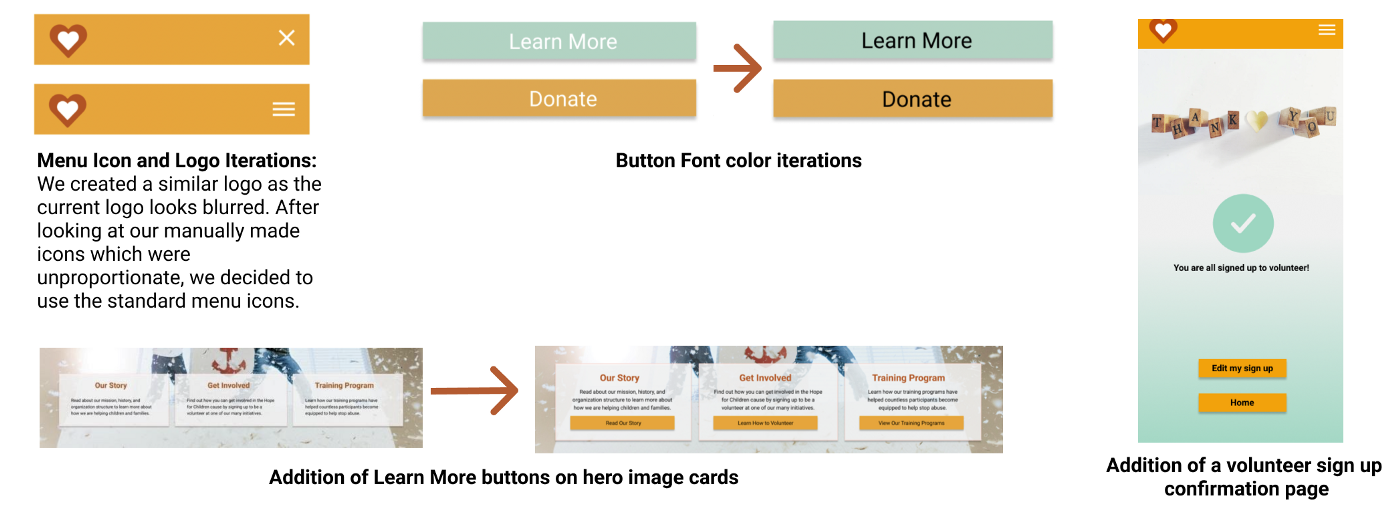 Learn More
Donate
Learn More
Donate
Button Font color iterations
Menu Icon and Logo Iterations:
We created a similar logo as the
current logo looks blurred. After
looking at our manually made
icons which were
unproportionate, we decided to
use the standard menu icons.
THANK YOU
You are all signed up to volunteer!
Edit my sign up
Home
Addition of a volunteer sign up
confirmation page
Our Story
Read about our mission, history, and
organization structure to learn more about
how we are helping children and families.
Get Involved
Find out how you can get involved in the Hope
for Children cause by signing up to be a
volunteer at one of our many initiatives.
Training Program
Learn how our training programs have
helped countless participants become
equipped to help stop abuse.
Our Story
Read about our mission, history, and
organization structure to learn more about
how we are helping children and families.
Read Our Story
Get Involved
Find out how you can get involved in the Hope
for Children cause by signing up to be a
volunteer at one of our many initiatives.
Learn How to Volunteer
Training Program
Learn how our training programs have
helped countless participants become
equipped to help stop abuse.
View Our Training Programs
Addition of Learn More buttons on hero image cards